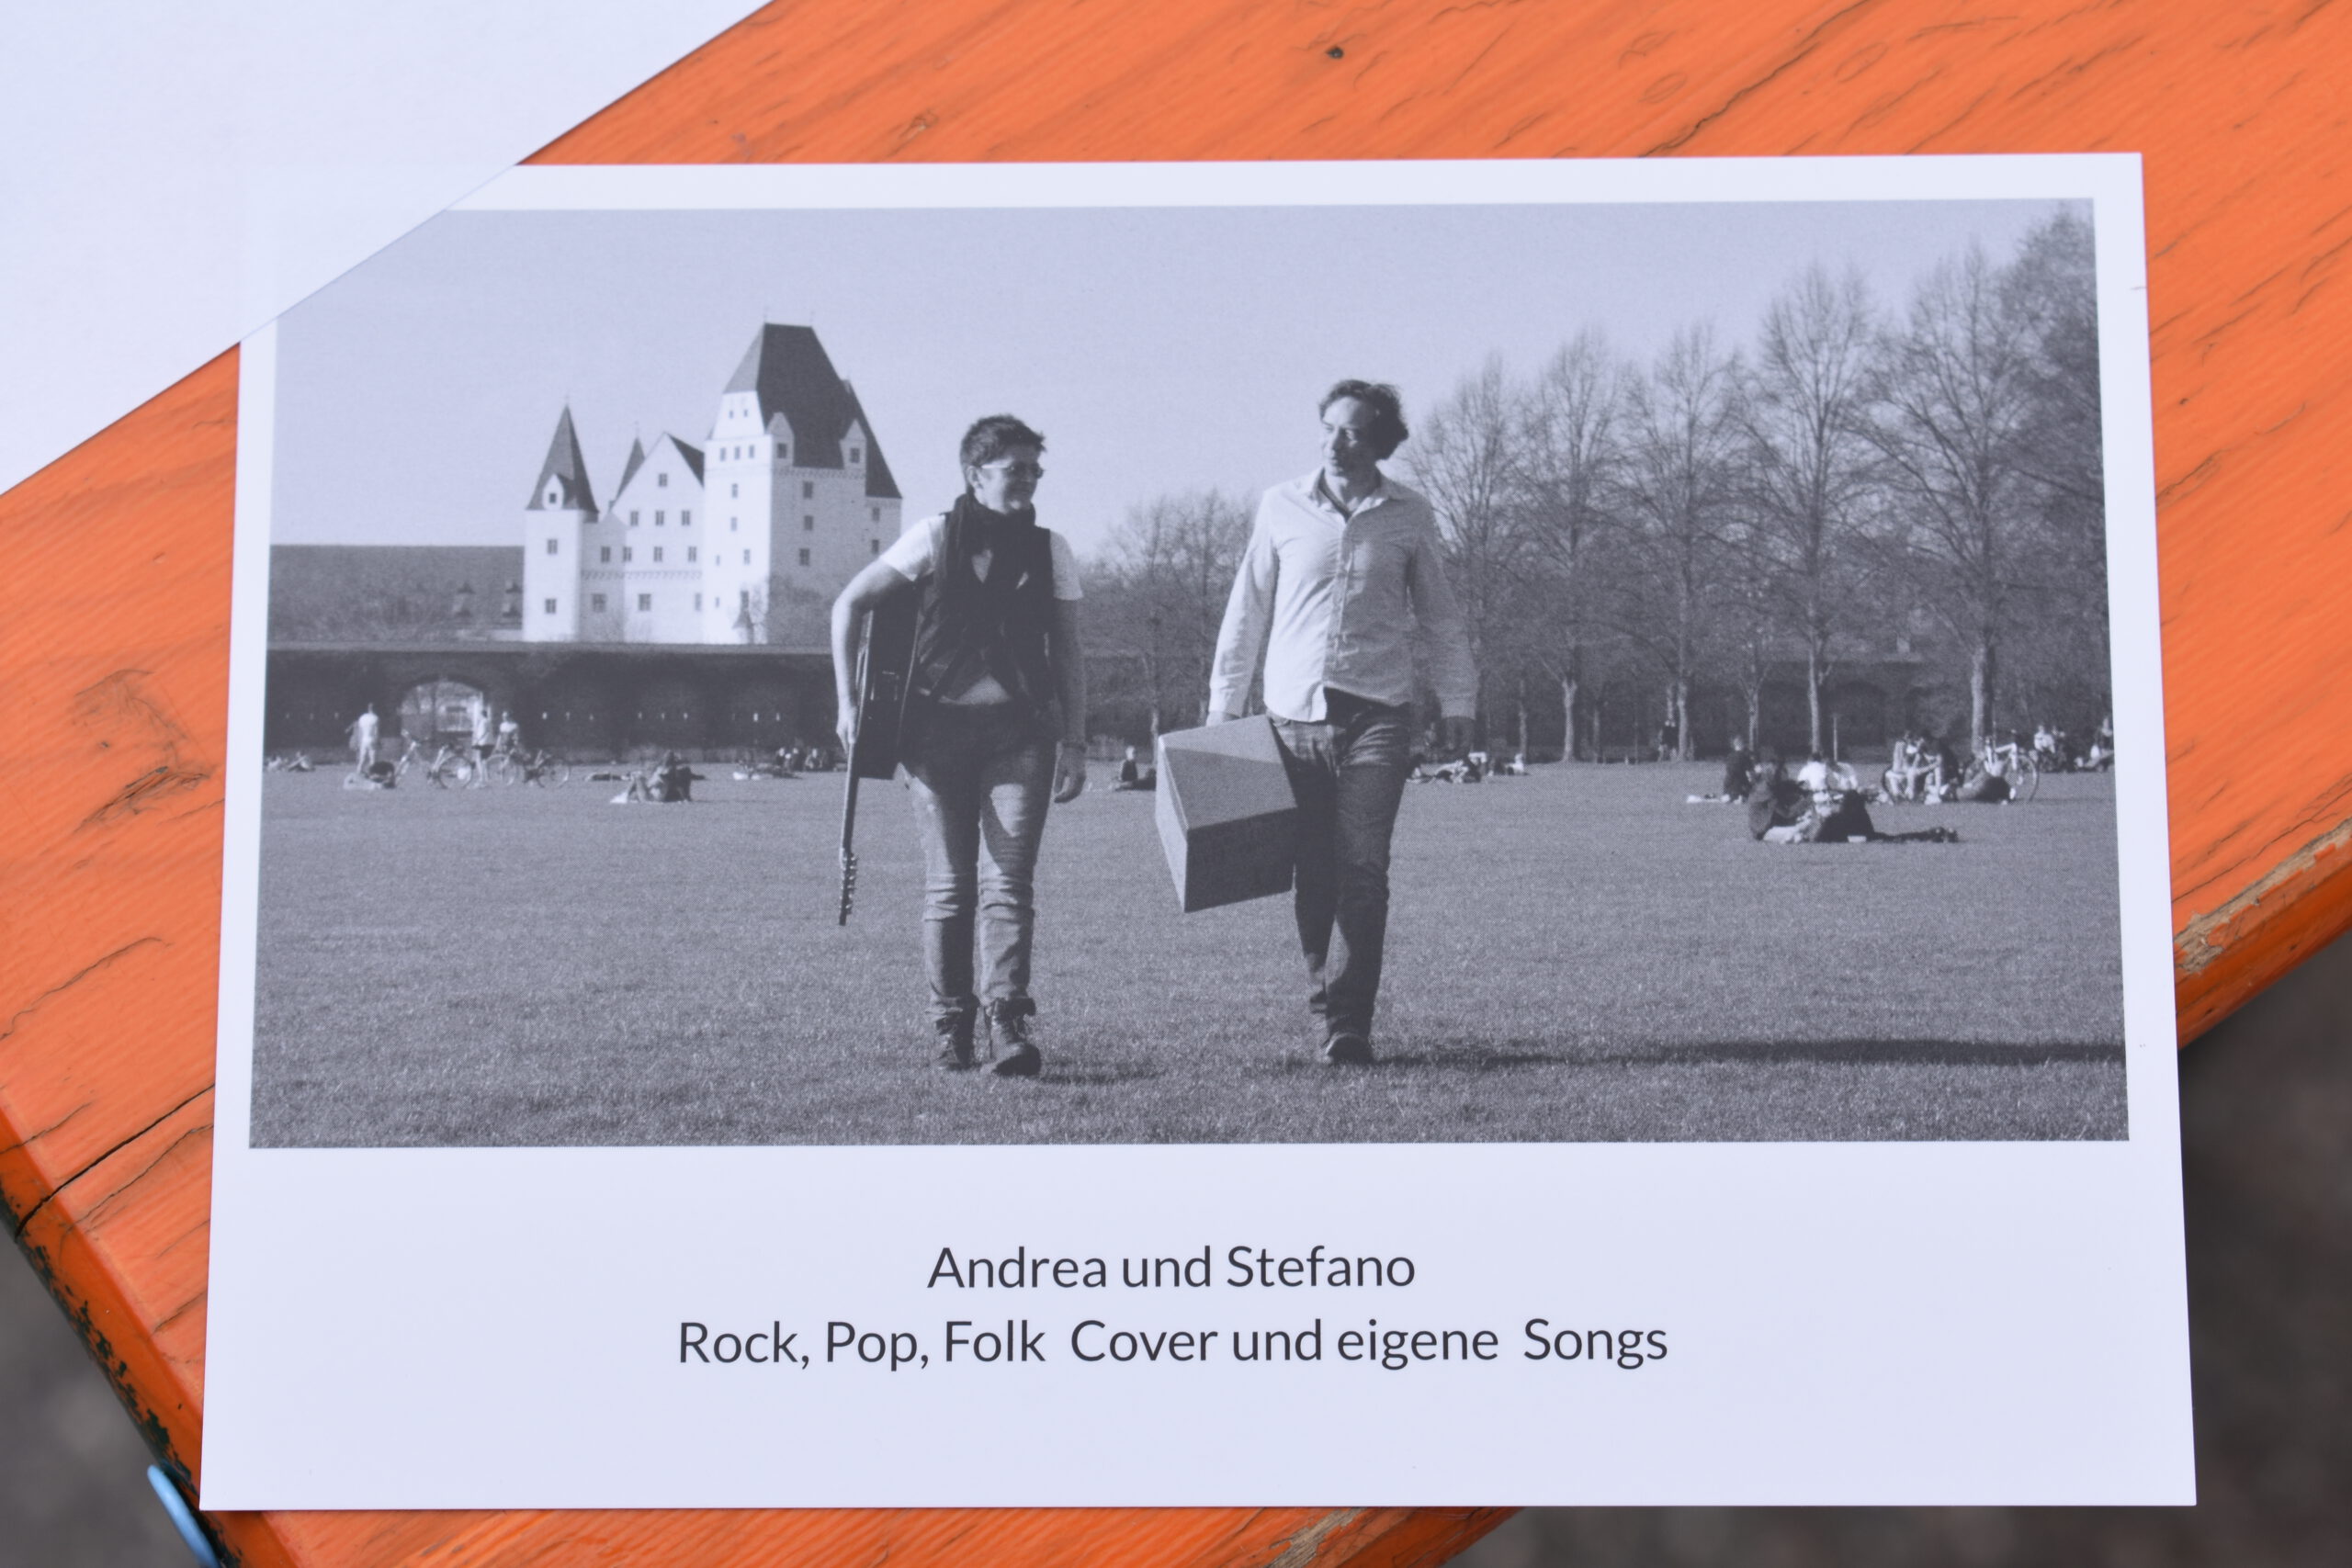 Andrea und Stefano
Rock, Pop, Folk  Cover und eigene  Songs